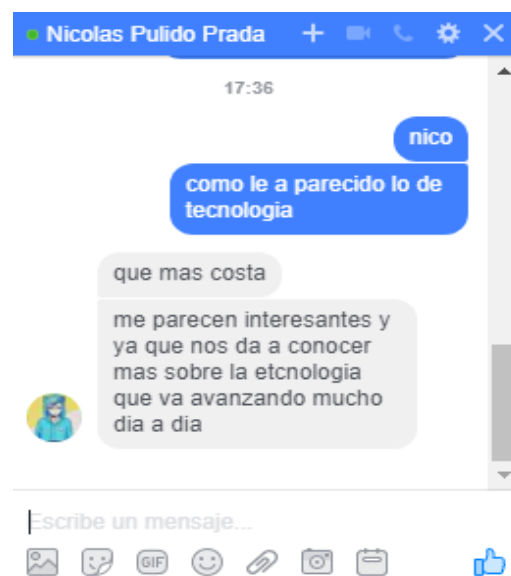 Nicolas Pulido Prada
17:36
nico
como le a parecido lo de
tecnologia
que mas costa
me parecen interesantes y
ya que nos da a conocer
mas sobre la etcnologia
que va avanzando mucho
dia a dia
Escribe un mensaje...
GIF